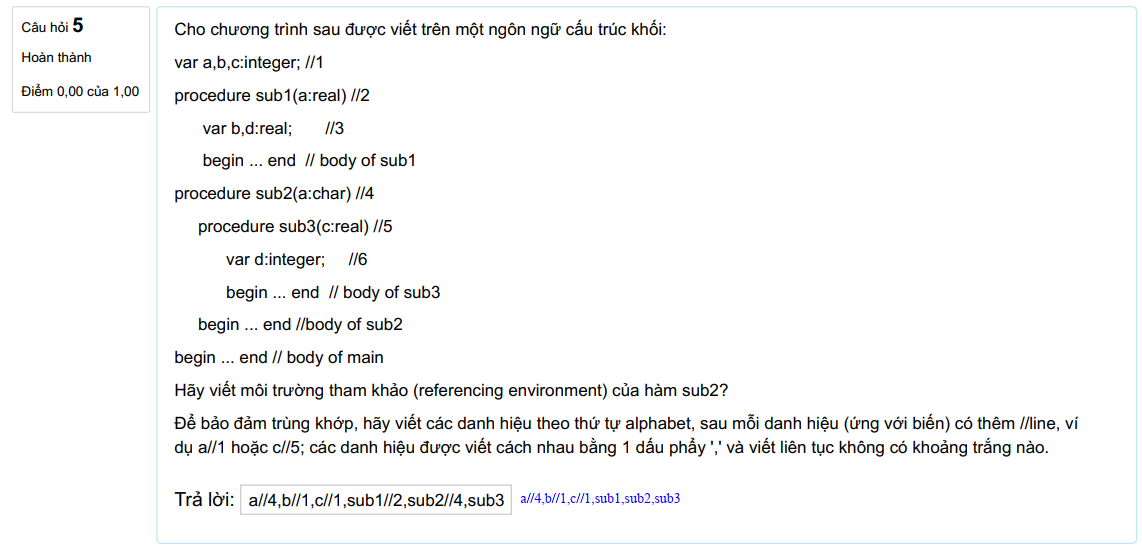 Câu hỏi 5
Hoàn thành
Điểm 0,00 của 1,00
Cho chương trình sau được viết trên một ngôn ngữ cấu trúc khối:
var a,b,c:integer; //1
procedure sub1(a:real) //2
var b,d:real; //3
begin ... end // body of sub1
procedure sub2(a:char) //4
procedure sub3(c:real) //5
var d:integer; //6
begin ... end // body of sub3
begin ... end //body of sub2
begin ... end // body of main
Hãy viết môi trường tham khảo (referencing environment) của hàm sub2?
Để bảo đảm trùng khớp, hãy viết các danh hiệu theo thứ tự alphabet, sau mỗi danh hiệu (ứng với biến) có thêm //line, ví
dụ a//1 hoặc c//5; các danh hiệu được viết cách nhau bằng 1 dấu phẩy ',' và viết liên tục không có khoảng trắng nào.
Trả lời: a//4,b//1,c//1,sub1//2,sub2//4,sub3 a//4,b//1,c//1,sub1,sub2,sub3